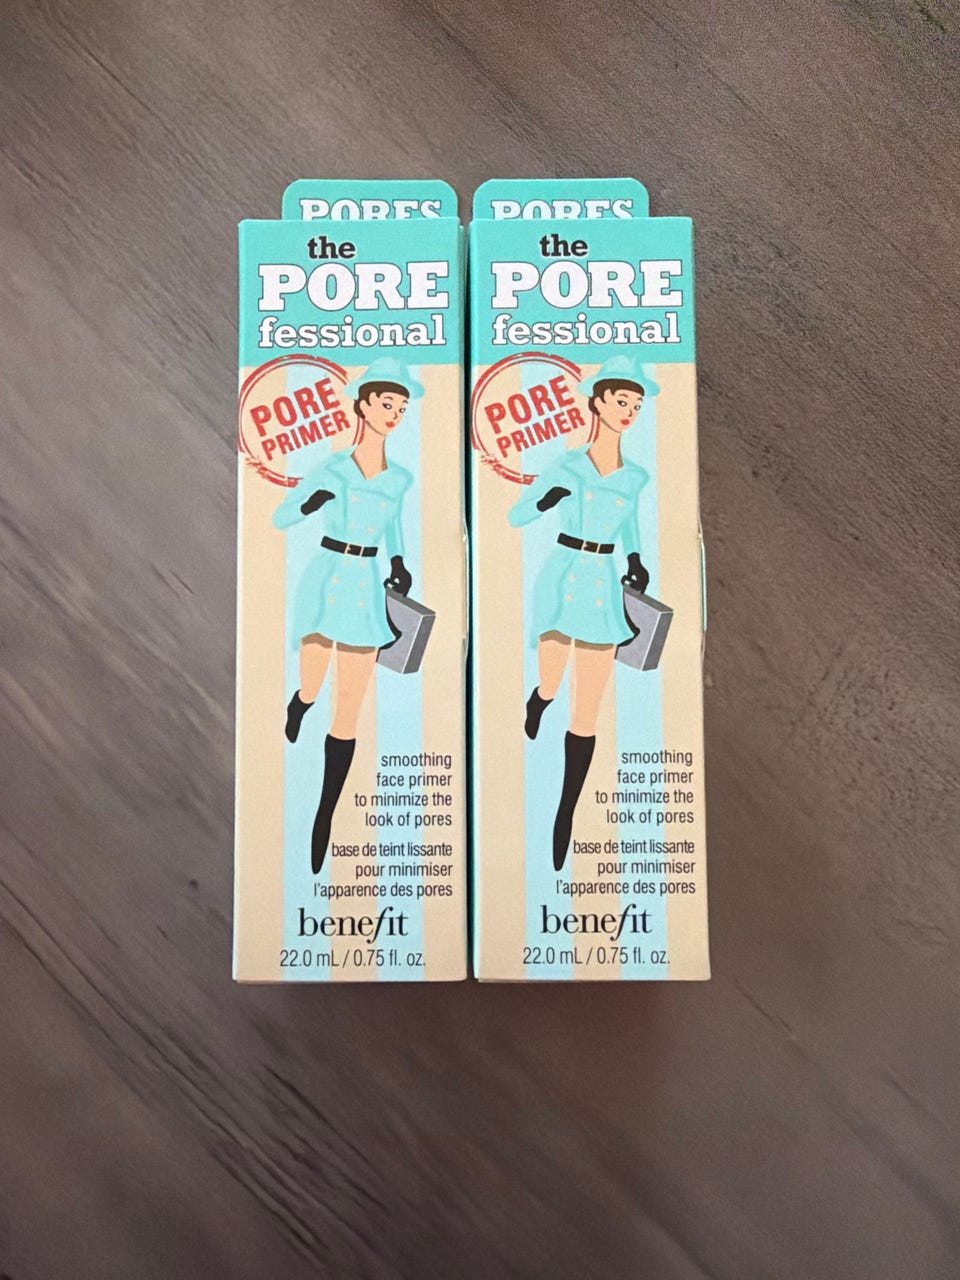 PORES
the
PORE
fessional
PORE
PRIMER
smoothing
face primer
to minimize the
look of pores
base de teint lissante
pour minimiser
l'apparence des pores
benefit
22.0 mL / 0.75 fl. oz.
PORES
the
PORE
fessional
PORE
PRIMER
smoothing
face primer
to minimize the
look of pores
base de teint lissante
pour minimiser
l'apparence des pores
benefit
22.0 mL / 0.75 fl. oz.